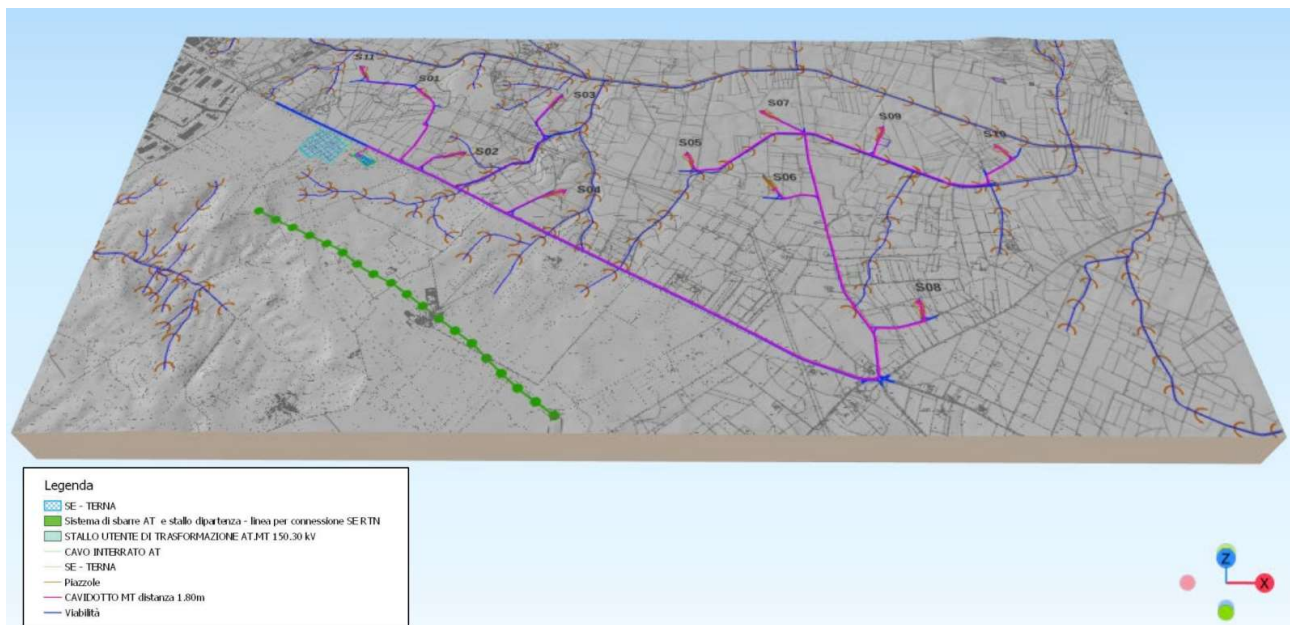 S11
S01
S03
S07
S09
S02
S05
S10
S06
S04
S08
Legenda
SE - TERNA
Sistema di sbarre AT e stallo dipartenza - linea per connessione SE RTN
STALLO UTENTE DI TRASFORMAZIONE AT.MT 150.30 kV
CAVO INTERRATO AT
SE - TERNA
Piazzole
CAVIDOTTO MT distanza 1.80m
Viabilità
Z
X